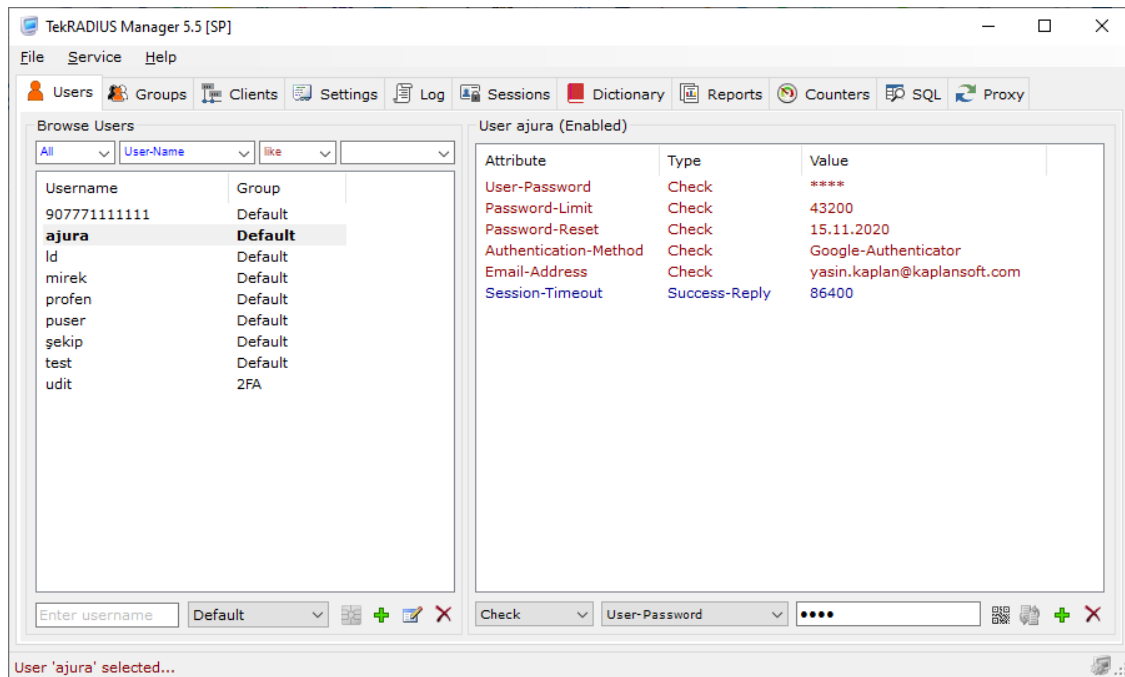 TekRADIUS Manager 5.5 [SP]
File Service Help
Users Groups Clients Settings Log Sessions Dictionary Reports Counters SQL Proxy
Browse Users
All User-Name like
Username Group
907771111111 Default
ajura Default
ld Default
mirek Default
profen Default
puser Default
şekip Default
test Default
udit 2FA
Enter username Default
User ajura (Enabled)
Attribute Type Value
User-Password Check ****
Password-Limit Check 43200
Password-Reset Check 15.11.2020
Authentication-Method Check Google-Authenticator
Email-Address Check yasin.kaplan@kaplansoft.com
Session-Timeout Success-Reply 86400
Check User-Password ••••
User 'ajura' selected...